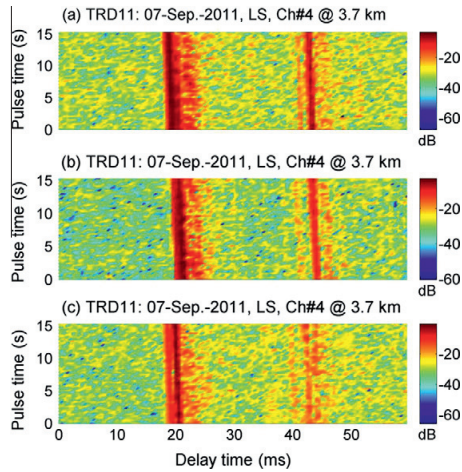 (a) TRD11: 07-Sep.-2011, LS, Ch#4 @ 3.7 km
Pulse time (s)
15
10
5
0
0
-20
-40
-60
dB
(b) TRD11: 07-Sep.-2011, LS, Ch#4 @ 3.7 km
Pulse time (s)
15
10
5
0
0
-20
-40
-60
dB
(c) TRD11: 07-Sep.-2011, LS, Ch#4 @ 3.7 km
Pulse time (s)
15
10
5
0
0
-20
-40
-60
dB
0 10 20 30 40 50
Delay time (ms)